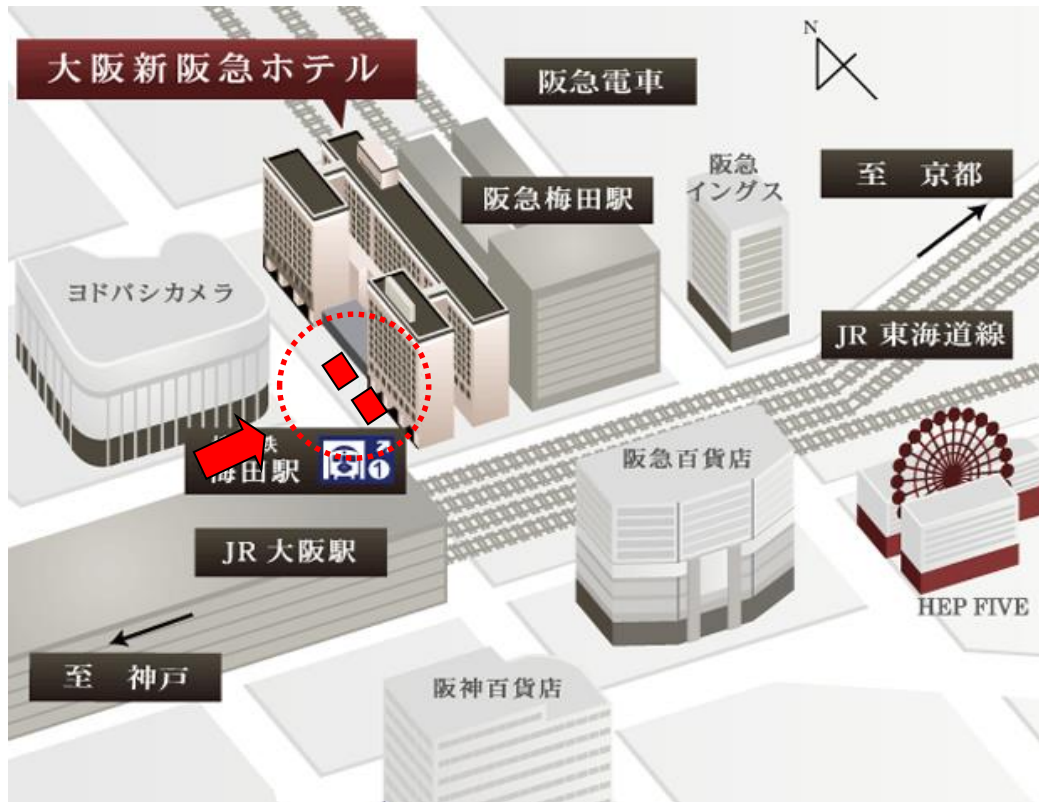 大阪新阪急ホテル
阪急電車
N
阪急
イングス
至 京都
阪急梅田駅
ヨドバシカメラ
JR 東海道線
鉄
梅田駅
1
阪急百貨店
JR 大阪駅
HEP FIVE
至 神戸
阪神百貨店